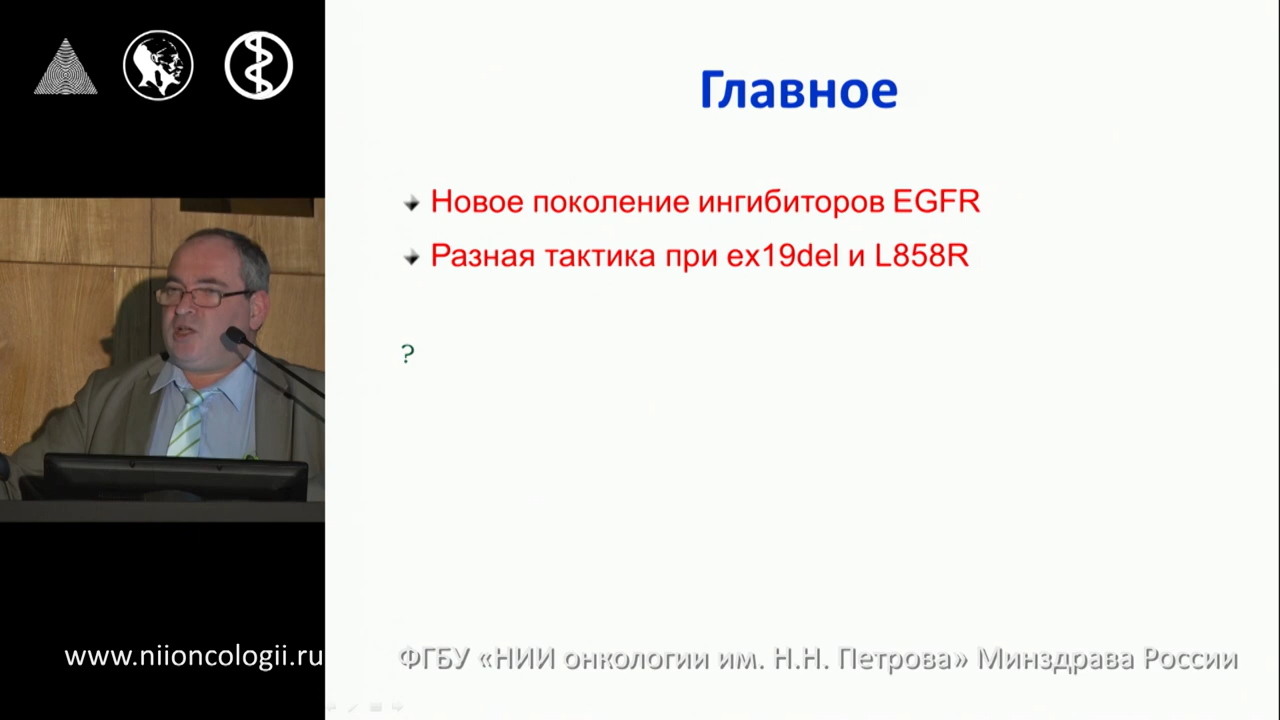 Главное
Новое поколение ингибиторов EGFR
Разная тактика при ex19del и L858R
?
www.niioncologii.ru
ФГБУ «НИИ онкологии им. Н.Н. Петрова» Минздрава России